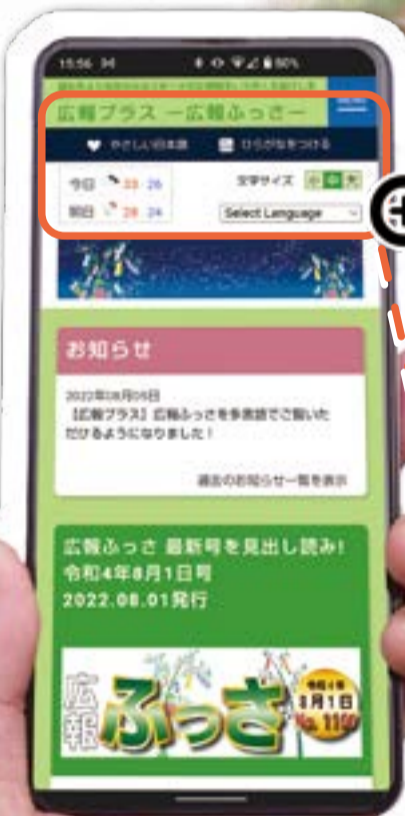 15:56
80%
広報プラス －広報ふっさ－
やさしい日本語 ひらがなをつける
今日 33 26 文字サイズ 小 中 大
明日 28 24 Select Language
お知らせ
2022年08月05日
【広報プラス】広報ふっさを多言語でご覧いた
だけるようになりました！
過去のお知らせ一覧を表示
広報ふっさ 最新号を見出し読み!
令和4年8月1日号
2022.08.01発行
広報 ふっさ
令和4年
8月1日
No. 1100